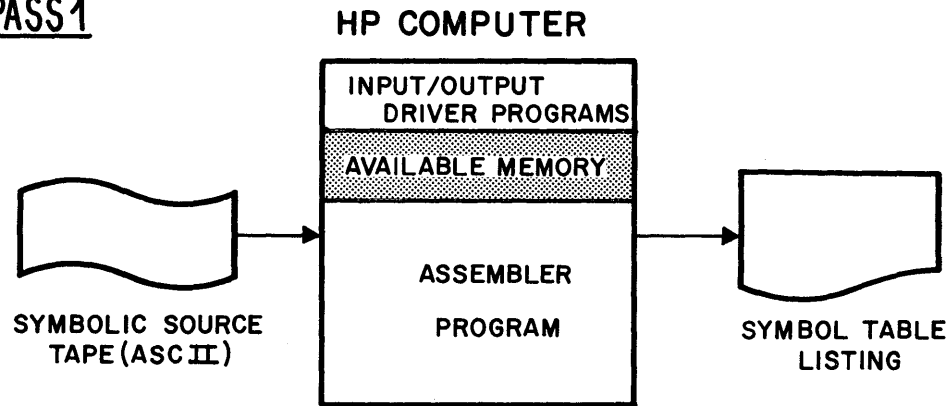 PASS 1
HP COMPUTER
INPUT/OUTPUT
DRIVER PROGRAMS
AVAILABLE MEMORY
ASSEMBLER
PROGRAM
SYMBOLIC SOURCE
TAPE (ASCII)
SYMBOL TABLE
LISTING